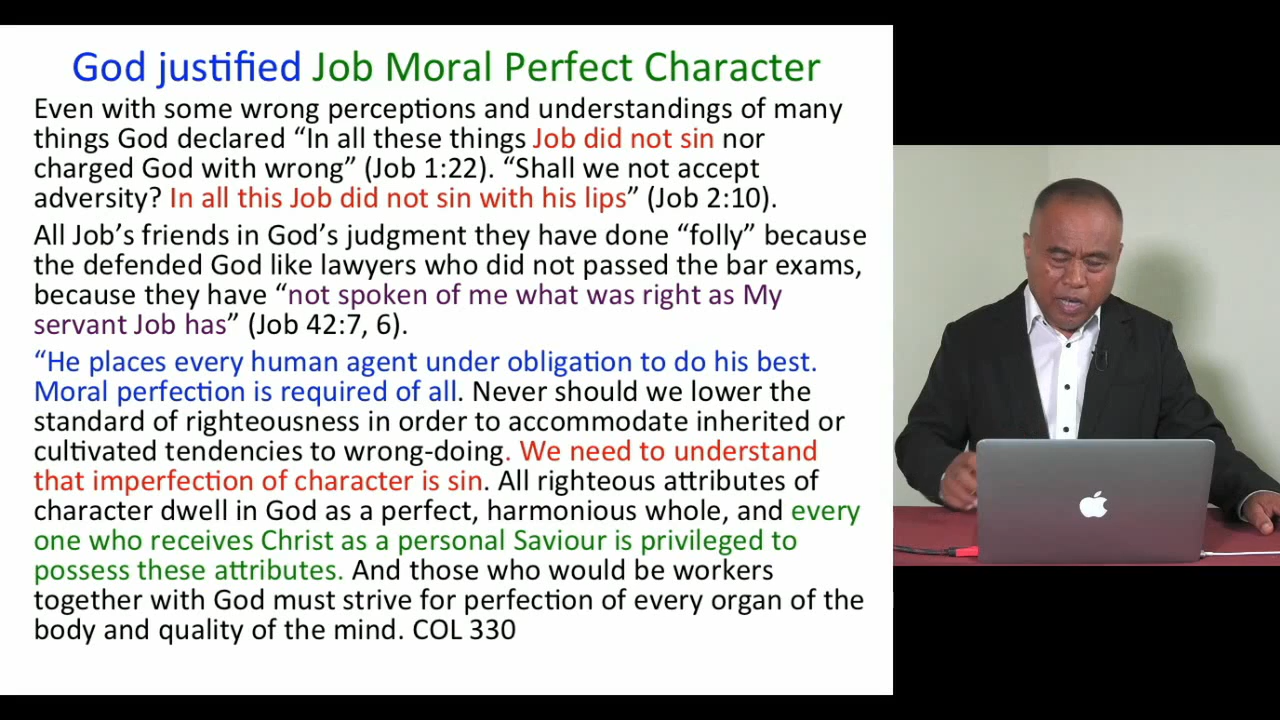 God justified Job Moral Perfect Character
Even with some wrong perceptions and understandings of many
things God declared “In all these things Job did not sin nor
charged God with wrong” (Job 1:22). “Shall we not accept
adversity? In all this Job did not sin with his lips” (Job 2:10).
All Job’s friends in God’s judgment they have done “folly” because
the defended God like lawyers who did not passed the bar exams,
because they have “not spoken of me what was right as My
servant Job has” (Job 42:7, 6).
“He places every human agent under obligation to do his best.
Moral perfection is required of all. Never should we lower the
standard of righteousness in order to accommodate inherited or
cultivated tendencies to wrong-doing. We need to understand
that imperfection of character is sin. All righteous attributes of
character dwell in God as a perfect, harmonious whole, and every
one who receives Christ as a personal Saviour is privileged to
possess these attributes. And those who would be workers
together with God must strive for perfection of every organ of the
body and quality of the mind. COL 330